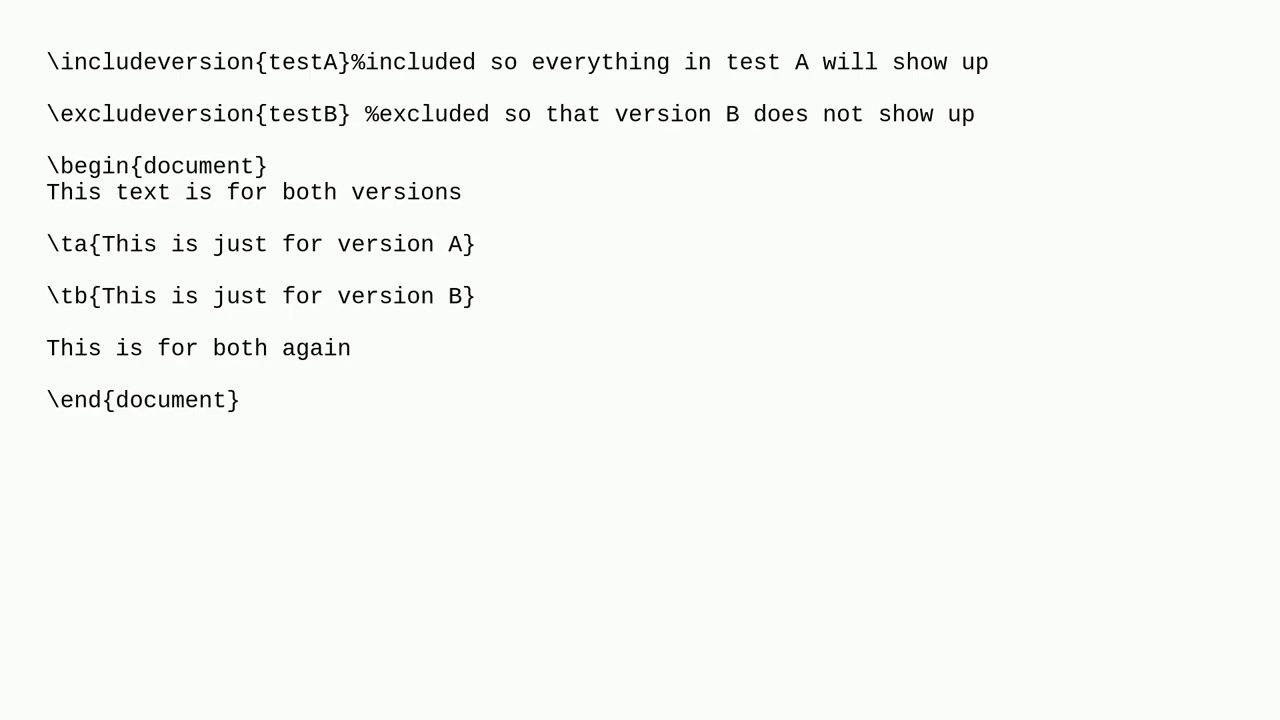 \includeversion{testA}%included so everything in test A will show up
\excludeversion{testB} %excluded so that version B does not show up
\begin{document}
This text is for both versions
\ta{This is just for version A}
\tb{This is just for version B}
This is for both again
\end{document}